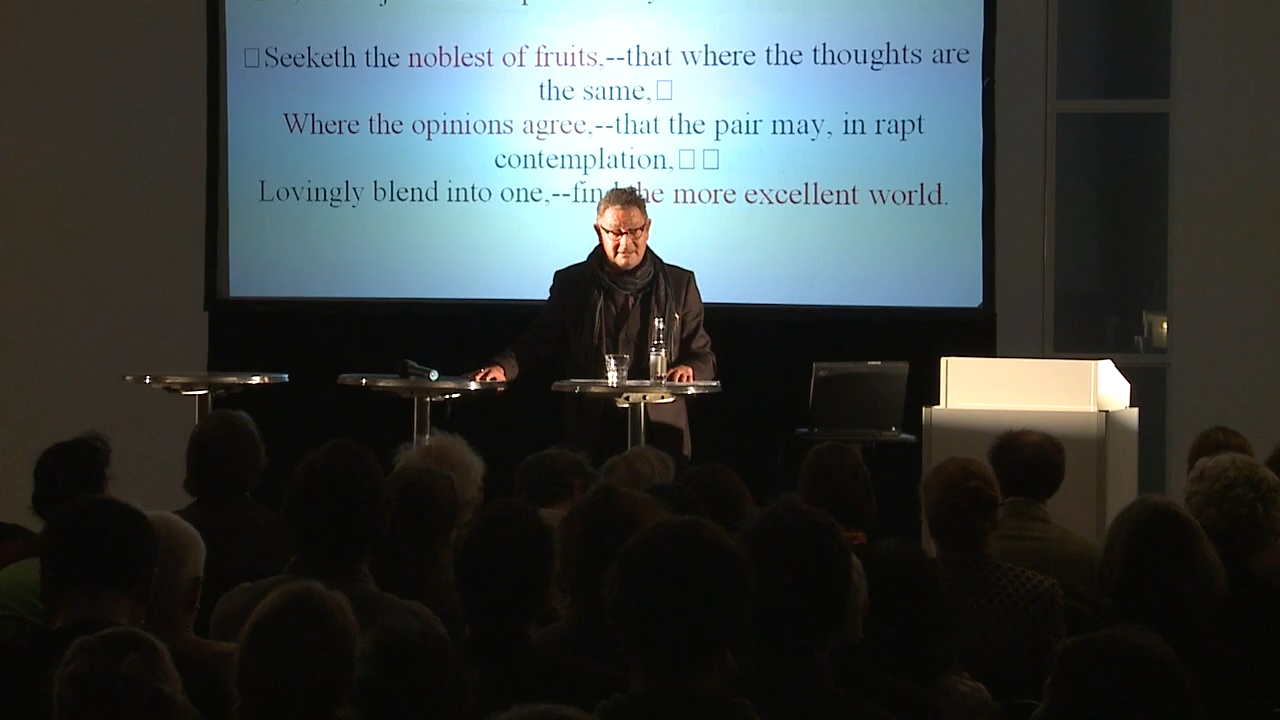 □Seeketh the noblest of fruits,--that where the thoughts are
the same,□
Where the opinions agree,--that the pair may, in rapt
contemplation,□□
Lovingly blend into one,--find the more excellent world.